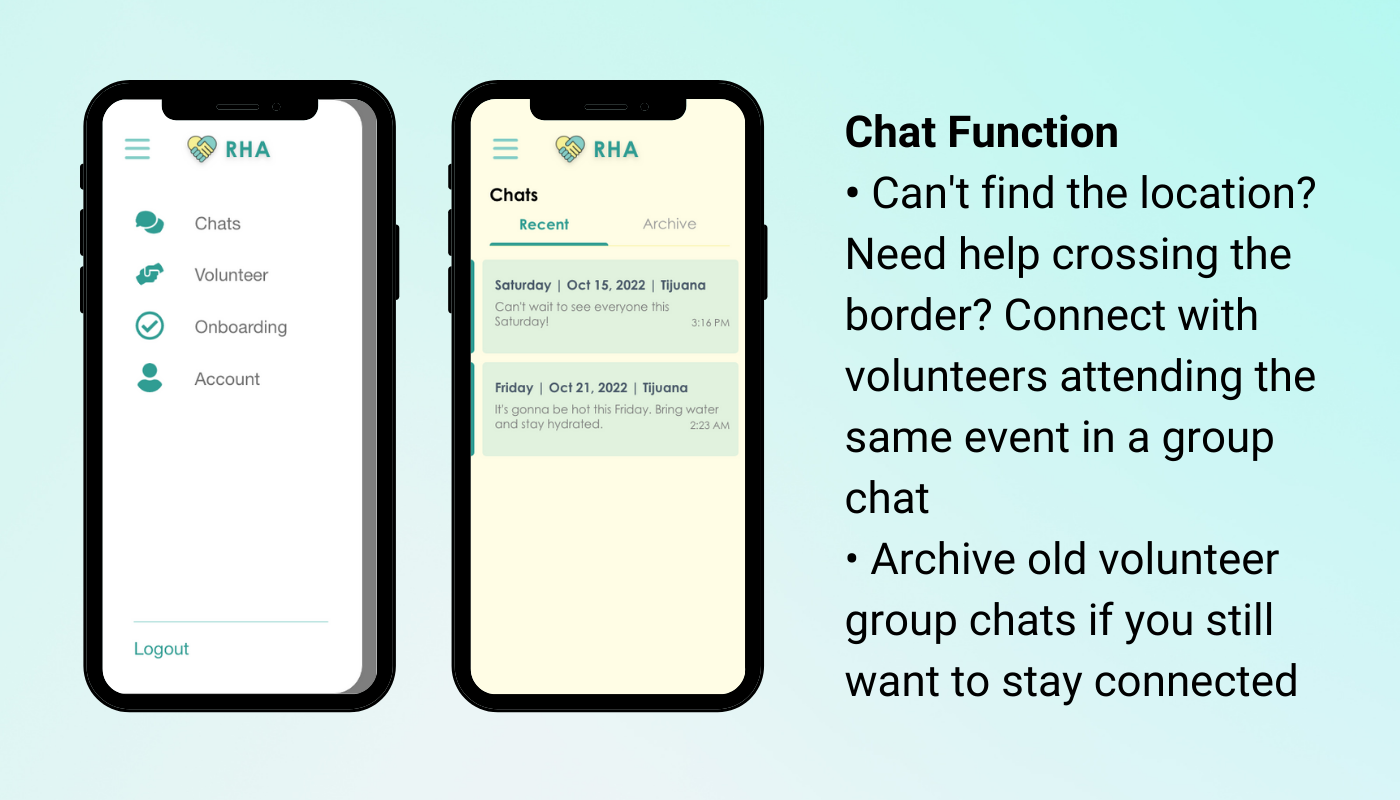 RHA
Chats
Volunteer
Onboarding
Account
Logout
RHA
Chats
Recent
Archive
Saturday | Oct 15, 2022 | Tijuana
Can't wait to see everyone this
Saturday!
3:16 PM
Friday | Oct 21, 2022 | Tijuana
It's gonna be hot this Friday. Bring water
and stay hydrated.
2:23 AM
Chat Function
• Can't find the location?
Need help crossing the
border? Connect with
volunteers attending the
same event in a group
chat
• Archive old volunteer
group chats if you still
want to stay connected